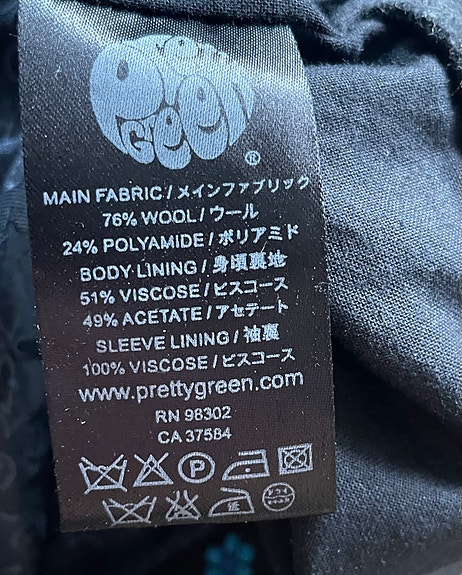 Pretty
Green
®
MAIN FABRIC / メインファブリック
76% WOOL / ウール
24% POLYAMIDE / ポリアミド
BODY LINING / 身頃裏地
51% VISCOSE / ビスコース
49% ACETATE / アセテート
SLEEVE LINING / 袖裏
100% VISCOSE / ビスコース
www.prettygreen.com
RN 98302
CA 37584
P